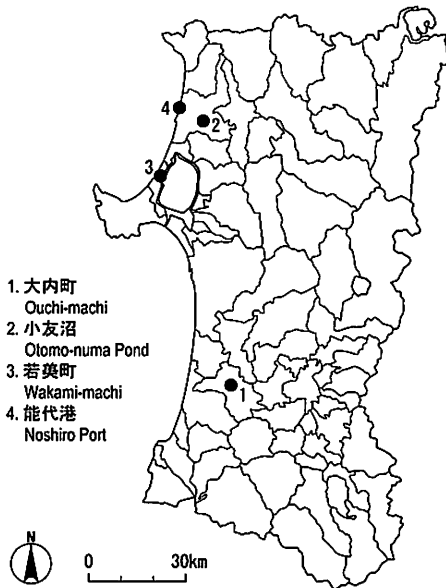 4
2
3
1. 大内町
Ouchi-machi
2. 小友沼
Otomo-numa Pond
3. 若美町
Wakami-machi
4. 能代港
Noshiro Port
1
N
0 30km